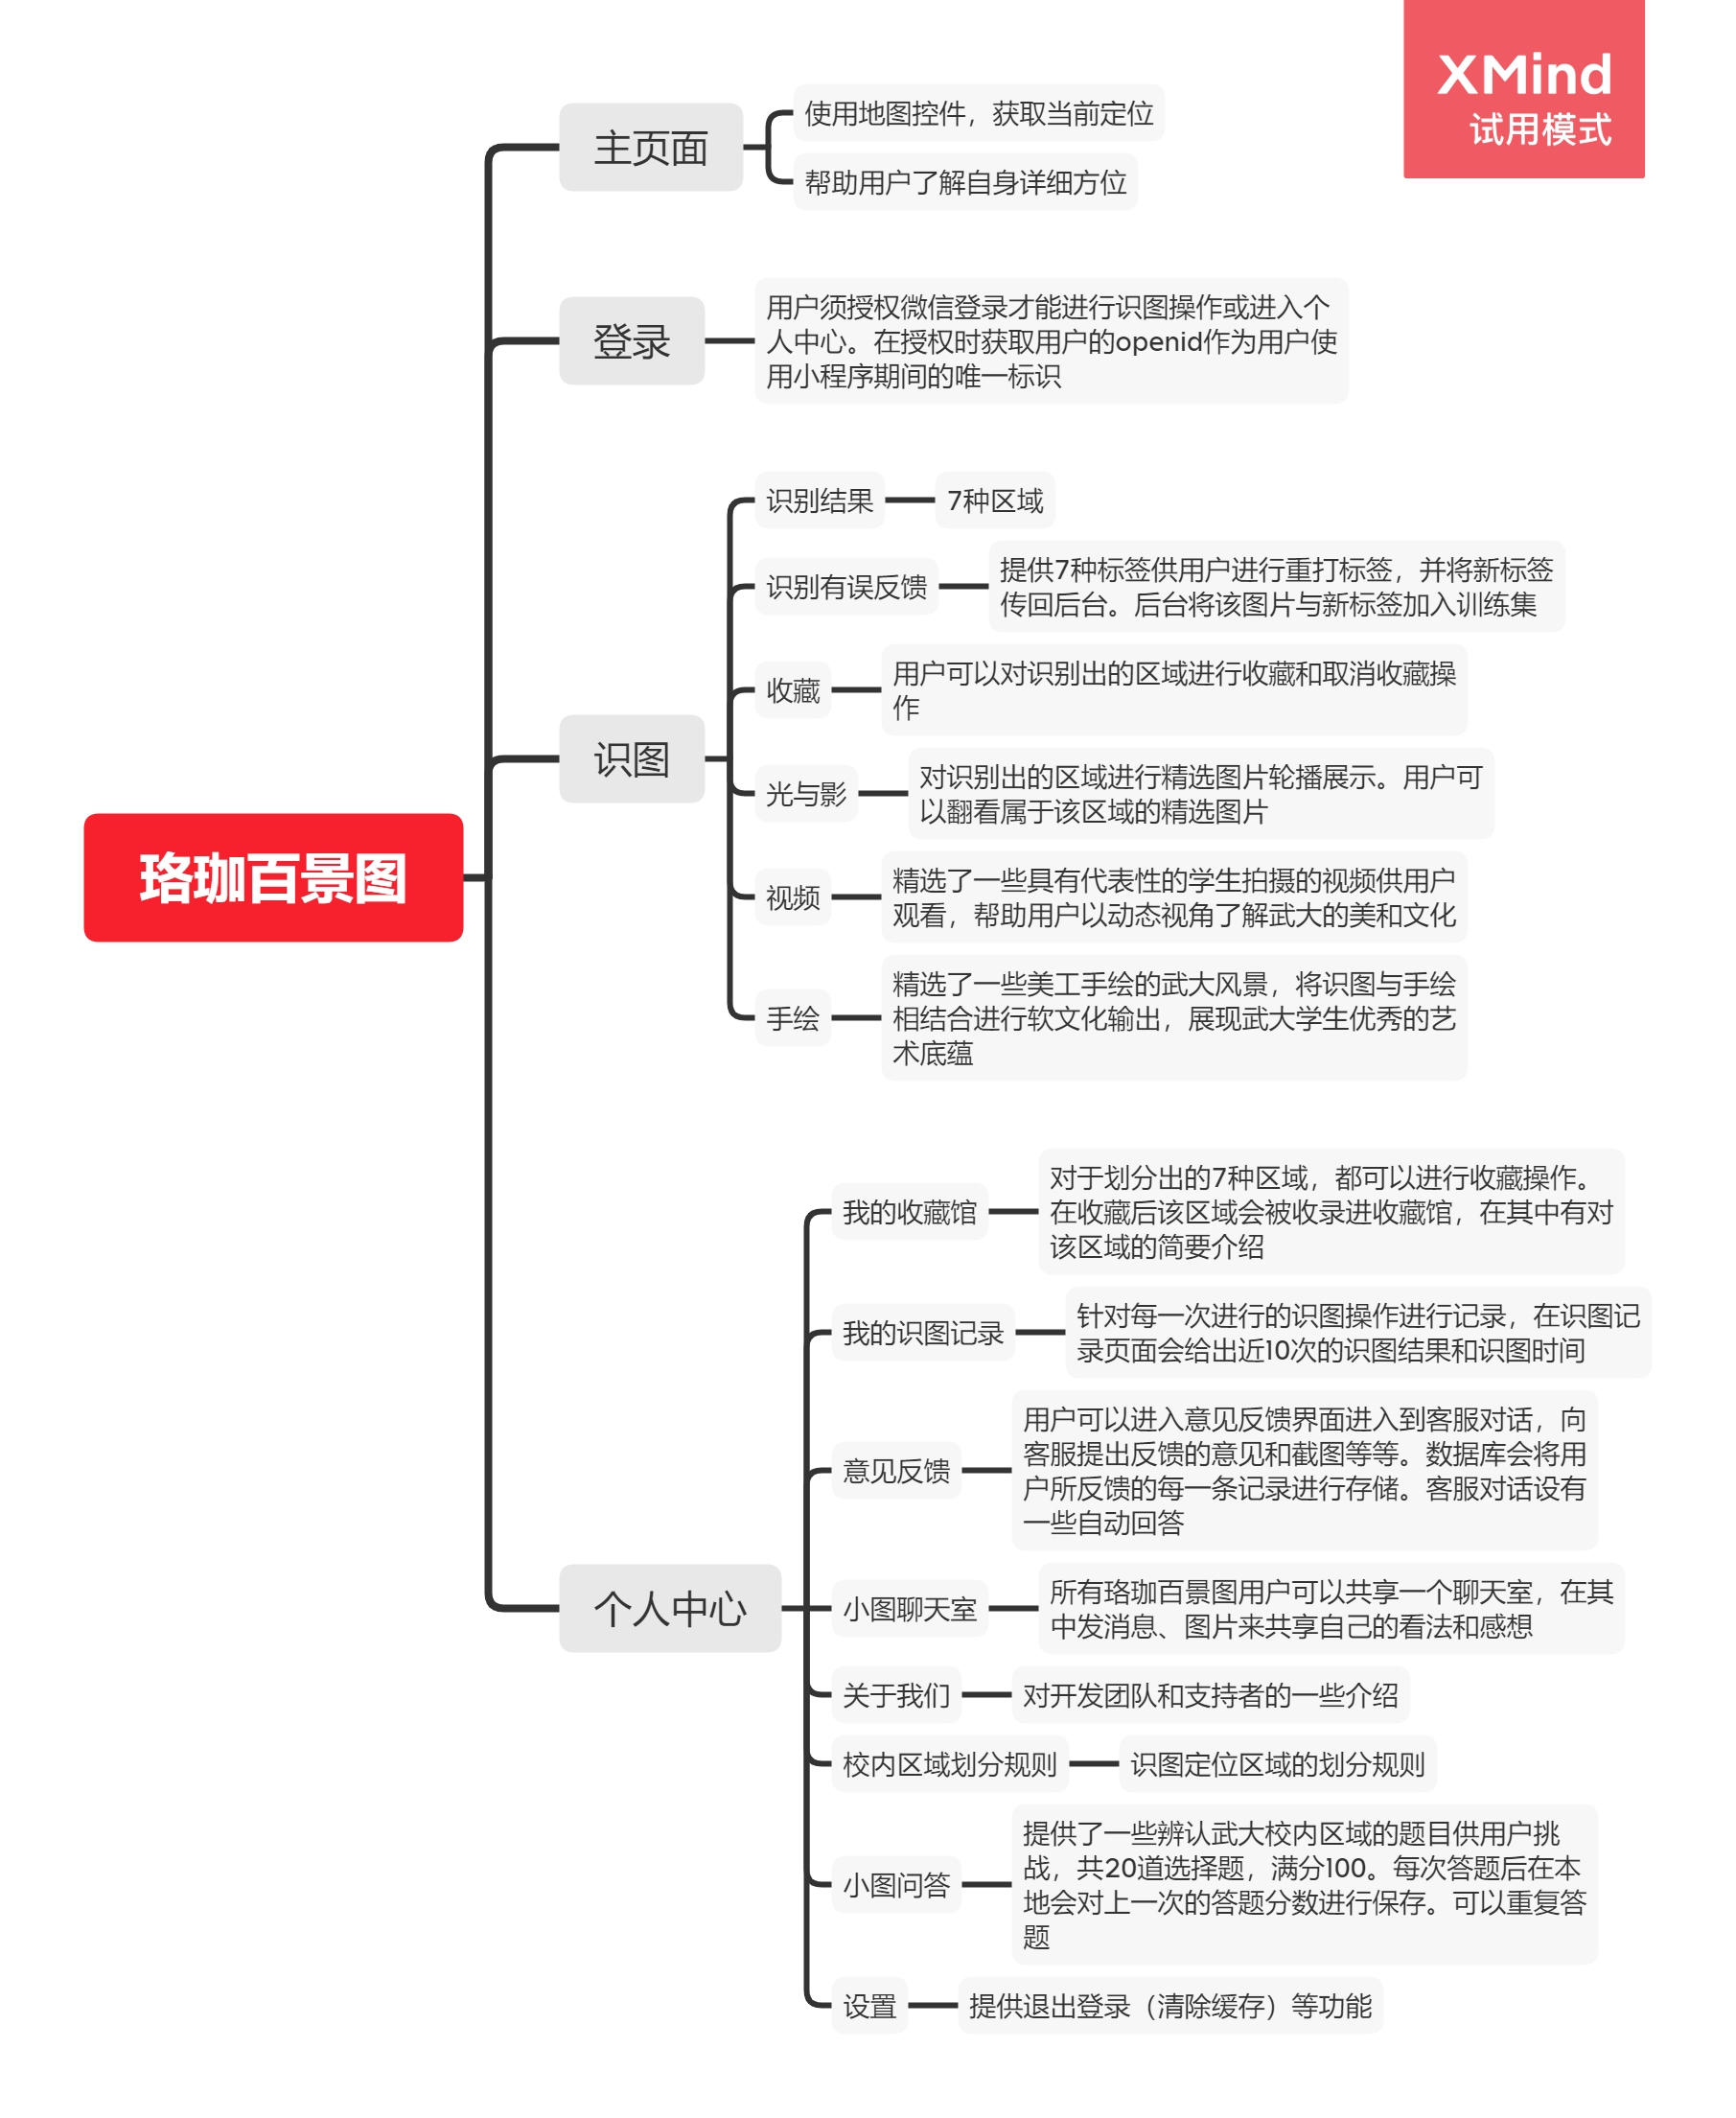 XMind
试用模式
珞珈百景图
主页面
使用地图控件，获取当前定位
帮助用户了解自身详细方位
登录
用户须授权微信登录才能进行识图操作或进入个
人中心。在授权时获取用户的openid作为用户使
用小程序期间的唯一标识
识图
识别结果
7种区域
识别有误反馈
提供7种标签供用户进行重打标签，并将新标签
传回后台。后台将该图片与新标签加入训练集
收藏
用户可以对识别出的区域进行收藏和取消收藏操
作
光与影
对识别出的区域进行精选图片轮播展示。用户可
以翻看属于该区域的精选图片
视频
精选了一些具有代表性的学生拍摄的视频供用户
观看，帮助用户以动态视角了解武大的美和文化
手绘
精选了一些美工手绘的武大风景，将识图与手绘
相结合进行软文化输出，展现武大学生优秀的艺
术底蕴
个人中心
我的收藏馆
对于划分出的7种区域，都可以进行收藏操作。
在收藏后该区域会被收录进收藏馆，在其中有对
该区域的简要介绍
我的识图记录
针对每一次进行的识图操作进行记录，在识图记
录页面会给出近10次的识图结果和识图时间
意见反馈
用户可以进入意见反馈界面进入到客服对话，向
客服提出反馈的意见和截图等等。数据库会将用
户所反馈的每一条记录进行存储。客服对话设有
一些自动回答
小图聊天室
所有珞珈百景图用户可以共享一个聊天室，在其
中发消息、图片来共享自己的看法和感想
关于我们
对开发团队和支持者的一些介绍
校内区域划分规则
识图定位区域的划分规则
小图问答
提供了一些辨认武大校内区域的题目供用户挑
战，共20道选择题，满分100。每次答题后在本
地会对上一次的答题分数进行保存。可以重复答
题
设置
提供退出登录（清除缓存）等功能